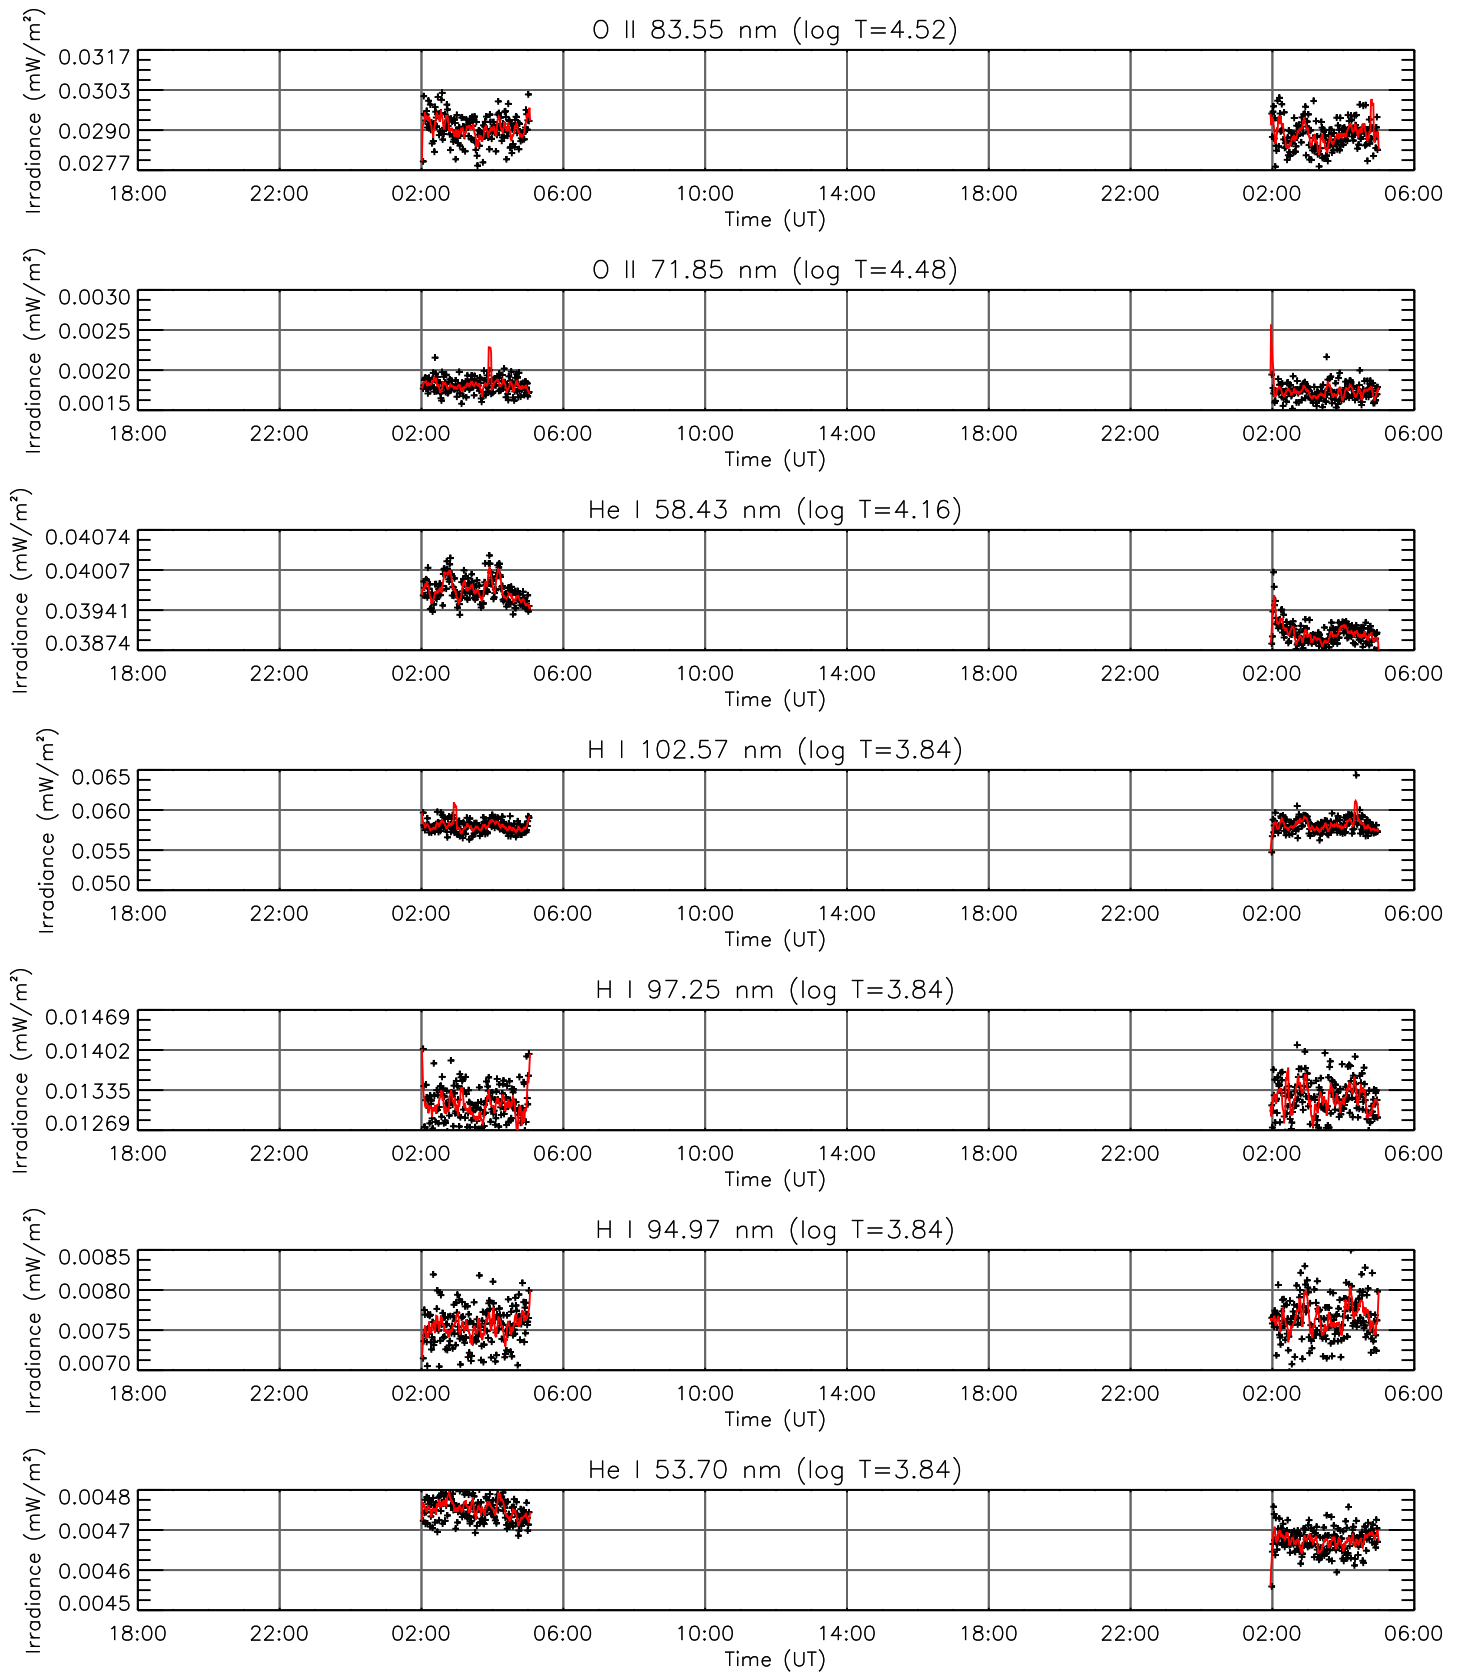 O II 83.55 nm (log T=4.52)
Irradiance (mW/m²)
0.0317
0.0303
0.0290
0.0277
18:00 22:00 02:00 06:00 10:00 14:00 18:00 22:00 02:00 06:00
Time (UT)
O II 71.85 nm (log T=4.48)
Irradiance (mW/m²)
0.0030
0.0025
0.0020
0.0015
18:00 22:00 02:00 06:00 10:00 14:00 18:00 22:00 02:00 06:00
Time (UT)
He I 58.43 nm (log T=4.16)
Irradiance (mW/m²)
0.04074
0.04007
0.03941
0.03874
18:00 22:00 02:00 06:00 10:00 14:00 18:00 22:00 02:00 06:00
Time (UT)
H I 102.57 nm (log T=3.84)
Irradiance (mW/m²)
0.065
0.060
0.055
0.050
18:00 22:00 02:00 06:00 10:00 14:00 18:00 22:00 02:00 06:00
Time (UT)
H I 97.25 nm (log T=3.84)
Irradiance (mW/m²)
0.01469
0.01402
0.01335
0.01269
18:00 22:00 02:00 06:00 10:00 14:00 18:00 22:00 02:00 06:00
Time (UT)
H I 94.97 nm (log T=3.84)
Irradiance (mW/m²)
0.0085
0.0080
0.0075
0.0070
18:00 22:00 02:00 06:00 10:00 14:00 18:00 22:00 02:00 06:00
Time (UT)
He I 53.70 nm (log T=3.84)
Irradiance (mW/m²)
0.0048
0.0047
0.0046
0.0045
18:00 22:00 02:00 06:00 10:00 14:00 18:00 22:00 02:00 06:00
Time (UT)